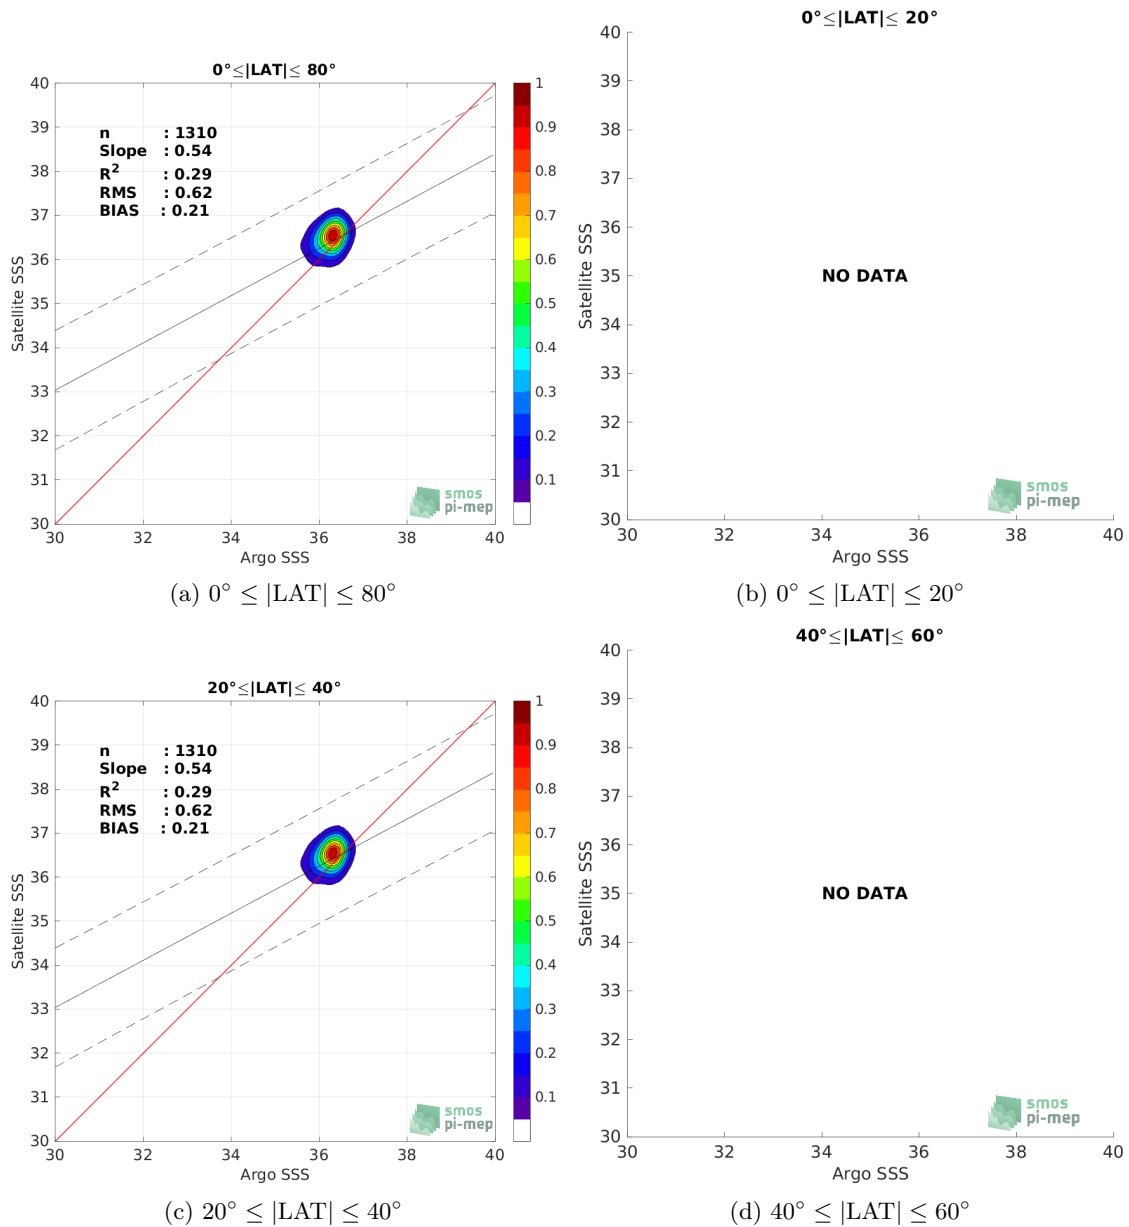 0°≤|LAT|≤ 80°
40
39
38
37
36
35
34
33
32
31
30
Satellite SSS
n : 1310
Slope : 0.54
R² : 0.29
RMS : 0.62
BIAS : 0.21
smos
pi-mep
30 32 34 36 38 40
Argo SSS
1
0.9
0.8
0.7
0.6
0.5
0.4
0.3
0.2
0.1
(a) 0° ≤ |LAT| ≤ 80°
0°≤|LAT|≤ 20°
40
39
38
37
36
35
34
33
32
31
30
Satellite SSS
NO DATA
smos
pi-mep
30 32 34 36 38 40
Argo SSS
(b) 0° ≤ |LAT| ≤ 20°
20°≤|LAT|≤ 40°
40
39
38
37
36
35
34
33
32
31
30
Satellite SSS
n : 1310
Slope : 0.54
R² : 0.29
RMS : 0.62
BIAS : 0.21
smos
pi-mep
30 32 34 36 38 40
Argo SSS
1
0.9
0.8
0.7
0.6
0.5
0.4
0.3
0.2
0.1
(c) 20° ≤ |LAT| ≤ 40°
40°≤|LAT|≤ 60°
40
39
38
37
36
35
34
33
32
31
30
Satellite SSS
NO DATA
smos
pi-mep
30 32 34 36 38 40
Argo SSS
(d) 40° ≤ |LAT| ≤ 60°